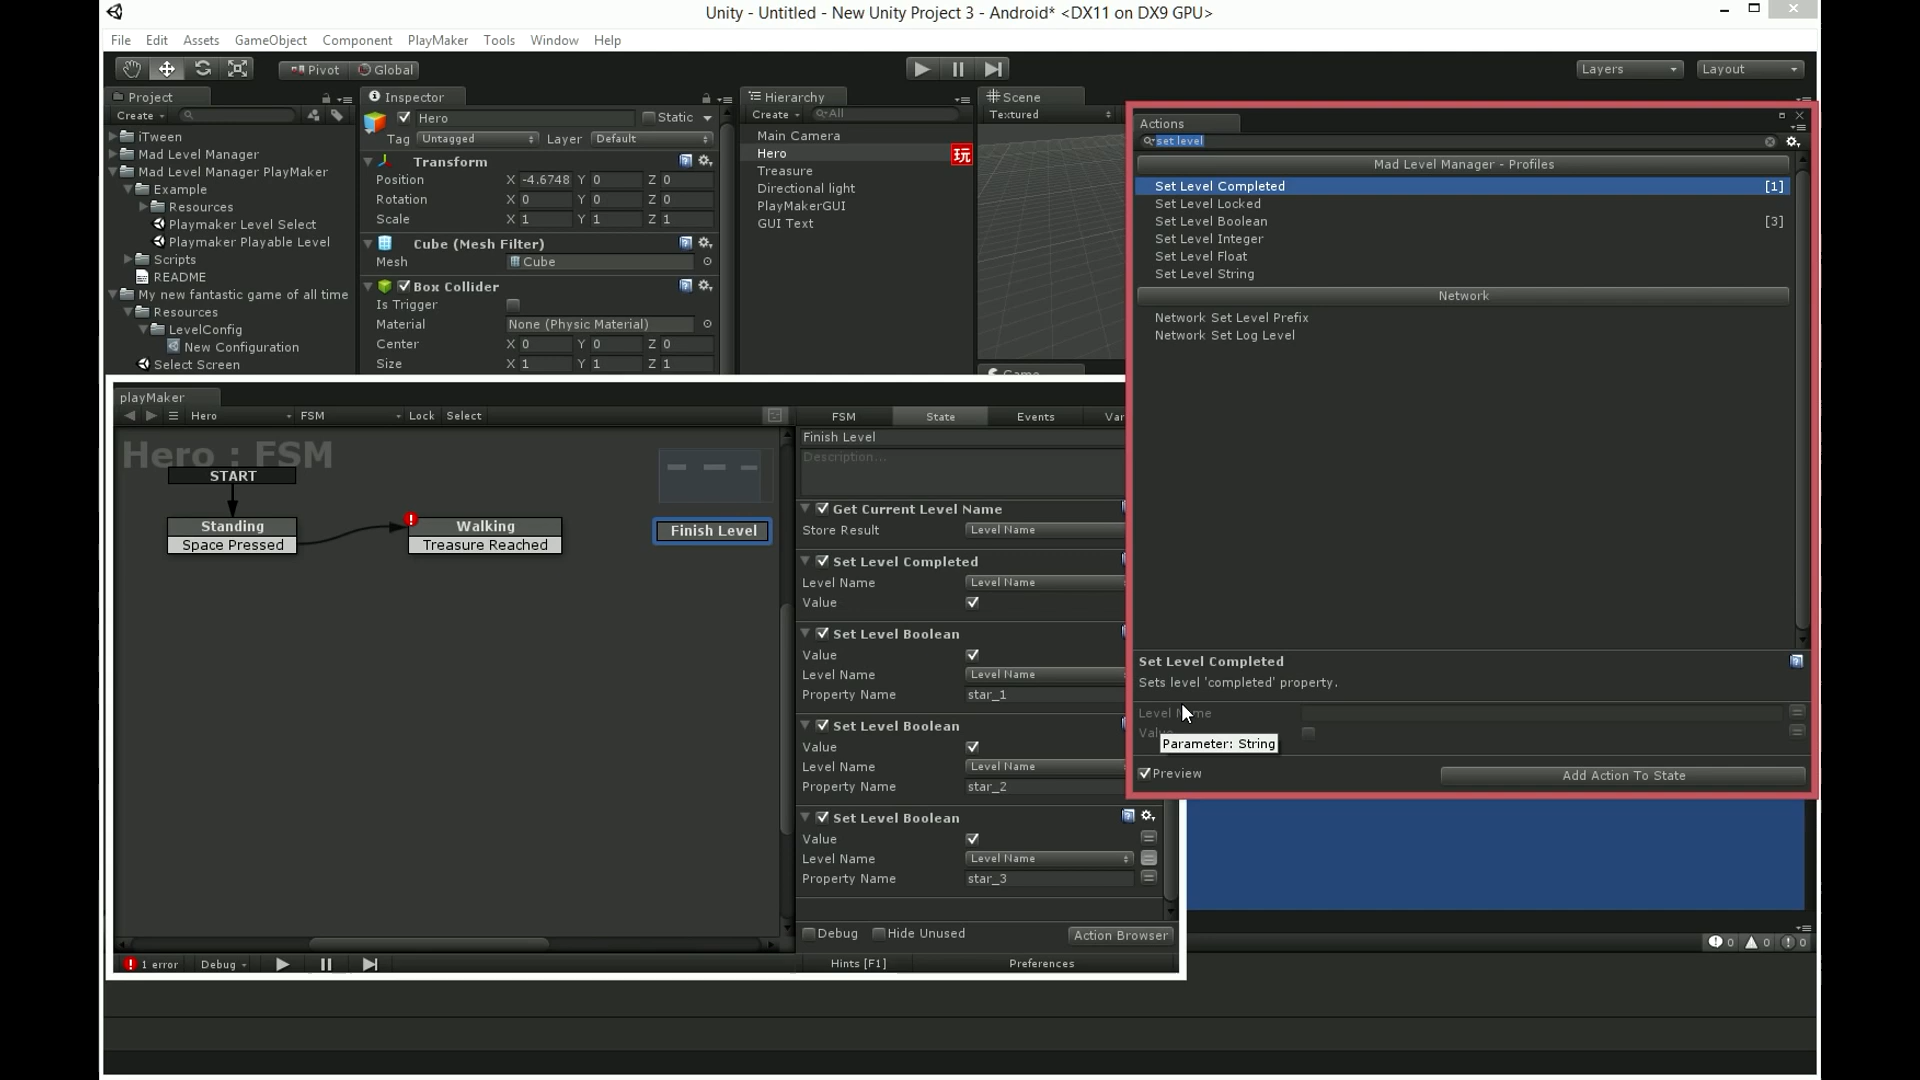 Unity - Untitled - New Unity Project 3 - Android* <DX11 on DX9 GPU>
File Edit Assets GameObject Component PlayMaker Tools Window Help
Pivot Global Layers Layout
Project
Create
iTween
Mad Level Manager
Mad Level Manager PlayMaker
Example
Resources
Playmaker Level Select
Playmaker Playable Level
Scripts
README
My new fantastic game of all time
Resources
LevelConfig
New Configuration
Select Screen
Inspector
Hero Static
Tag Untagged Layer Default
Transform
Position X -4.6748 Y 0 Z 0
Rotation X 0 Y 0 Z 0
Scale X 1 Y 1 Z 1
Cube (Mesh Filter)
Mesh Cube
Box Collider
Is Trigger
Material None (Physic Material)
Center X 0 Y 0 Z 0
Size X 1 Y 1 Z 1
Hierarchy
Create All
Main Camera
Hero 玩
Treasure
Directional light
PlayMakerGUI
GUI Text
Scene
Textured
Game
Actions
set level
Mad Level Manager - Profiles
Set Level Completed [1]
Set Level Locked
Set Level Boolean [3]
Set Level Integer
Set Level Float
Set Level String
Network
Network Set Level Prefix
Network Set Log Level
Set Level Completed
Sets level 'completed' property.
Level
Parameter: String
Preview Add Action To State
playMaker
Hero FSM Lock Select
Hero : FSM
START
Standing
Space Pressed
Walking
Treasure Reached
Finish Level
FSM State Events Var
Finish Level
Description...
Get Current Level Name
Store Result Level Name
Set Level Completed
Level Name Level Name
Value
Set Level Boolean
Value
Level Name Level Name
Property Name star_1
Set Level Boolean
Value
Level Name Level Name
Property Name star_2
Set Level Boolean
Value
Level Name Level Name
Property Name star_3
Debug Hide Unused Action Browser
1 error Debug Hints [F1] Preferences
0 0 0